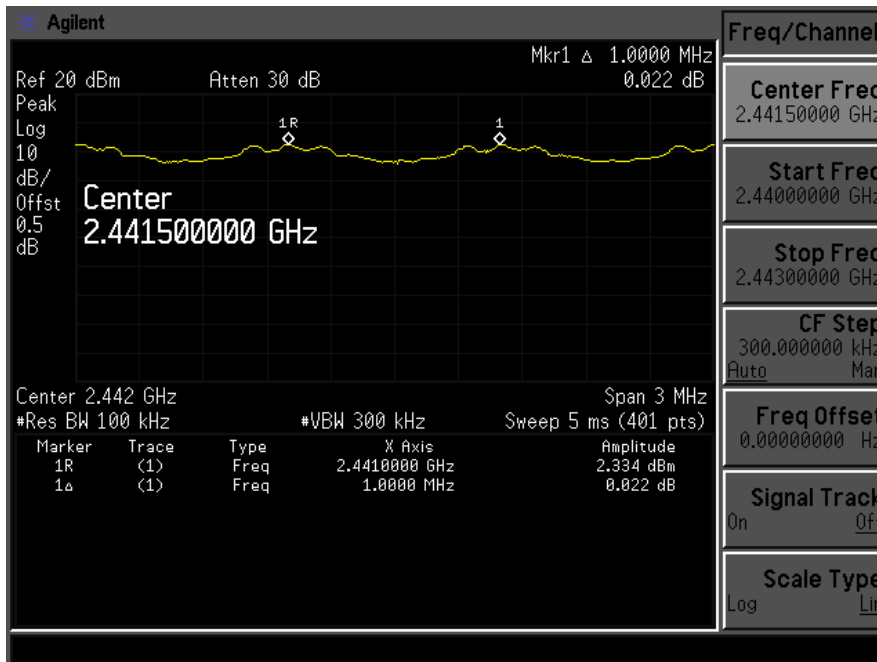 Agilent
Freq/Channel
Mkr1 Δ 1.0000 MHz
Ref 20 dBm Atten 30 dB 0.022 dB
Peak
Log
10
dB/
Offst
0.5
dB
1R 1
Center
2.441500000 GHz
Center 2.442 GHz Span 3 MHz
#Res BW 100 kHz #VBW 300 kHz Sweep 5 ms (401 pts)
Marker Trace Type X Axis Amplitude
1R (1) Freq 2.4410000 GHz 2.334 dBm
1Δ (1) Freq 1.0000 MHz 0.022 dB
Center Freq
2.44150000 GHz
Start Freq
2.44000000 GHz
Stop Freq
2.44300000 GHz
CF Step
300.000000 kHz
Auto Man
Freq Offset
0.00000000 Hz
Signal Track
On Off
Scale Type
Log Lin